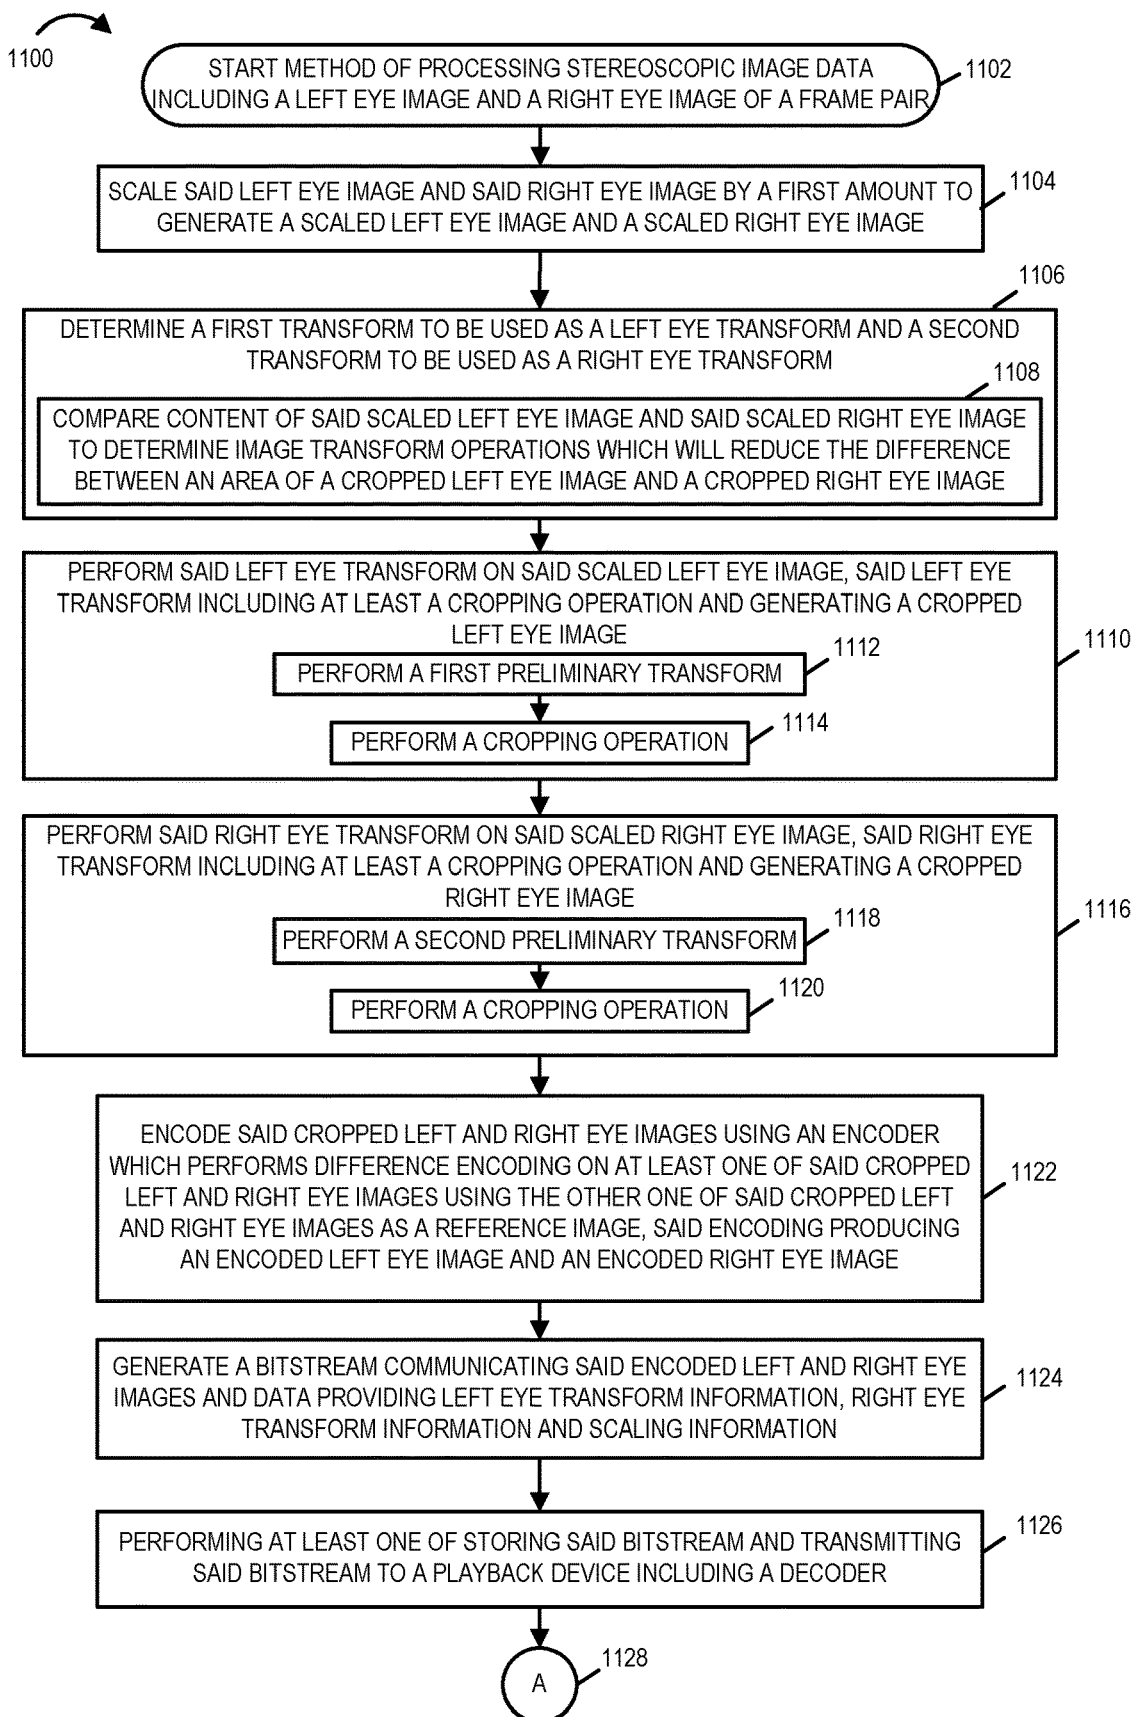 1100
START METHOD OF PROCESSING STEREOSCOPIC IMAGE DATA
INCLUDING A LEFT EYE IMAGE AND A RIGHT EYE IMAGE OF A FRAME PAIR
1102
SCALE SAID LEFT EYE IMAGE AND SAID RIGHT EYE IMAGE BY A FIRST AMOUNT TO
GENERATE A SCALED LEFT EYE IMAGE AND A SCALED RIGHT EYE IMAGE
1104
1106
DETERMINE A FIRST TRANSFORM TO BE USED AS A LEFT EYE TRANSFORM AND A SECOND
TRANSFORM TO BE USED AS A RIGHT EYE TRANSFORM
1108
COMPARE CONTENT OF SAID SCALED LEFT EYE IMAGE AND SAID SCALED RIGHT EYE IMAGE
TO DETERMINE IMAGE TRANSFORM OPERATIONS WHICH WILL REDUCE THE DIFFERENCE
BETWEEN AN AREA OF A CROPPED LEFT EYE IMAGE AND A CROPPED RIGHT EYE IMAGE
PERFORM SAID LEFT EYE TRANSFORM ON SAID SCALED LEFT EYE IMAGE, SAID LEFT EYE
TRANSFORM INCLUDING AT LEAST A CROPPING OPERATION AND GENERATING A CROPPED
LEFT EYE IMAGE
1110
1112
PERFORM A FIRST PRELIMINARY TRANSFORM
1114
PERFORM A CROPPING OPERATION
PERFORM SAID RIGHT EYE TRANSFORM ON SAID SCALED RIGHT EYE IMAGE, SAID RIGHT EYE
TRANSFORM INCLUDING AT LEAST A CROPPING OPERATION AND GENERATING A CROPPED
RIGHT EYE IMAGE
1116
1118
PERFORM A SECOND PRELIMINARY TRANSFORM
1120
PERFORM A CROPPING OPERATION
ENCODE SAID CROPPED LEFT AND RIGHT EYE IMAGES USING AN ENCODER
WHICH PERFORMS DIFFERENCE ENCODING ON AT LEAST ONE OF SAID CROPPED
LEFT AND RIGHT EYE IMAGES USING THE OTHER ONE OF SAID CROPPED LEFT
AND RIGHT EYE IMAGES AS A REFERENCE IMAGE, SAID ENCODING PRODUCING
AN ENCODED LEFT EYE IMAGE AND AN ENCODED RIGHT EYE IMAGE
1122
GENERATE A BITSTREAM COMMUNICATING SAID ENCODED LEFT AND RIGHT EYE
IMAGES AND DATA PROVIDING LEFT EYE TRANSFORM INFORMATION, RIGHT EYE
TRANSFORM INFORMATION AND SCALING INFORMATION
1124
PERFORMING AT LEAST ONE OF STORING SAID BITSTREAM AND TRANSMITTING
SAID BITSTREAM TO A PLAYBACK DEVICE INCLUDING A DECODER
1126
A
1128